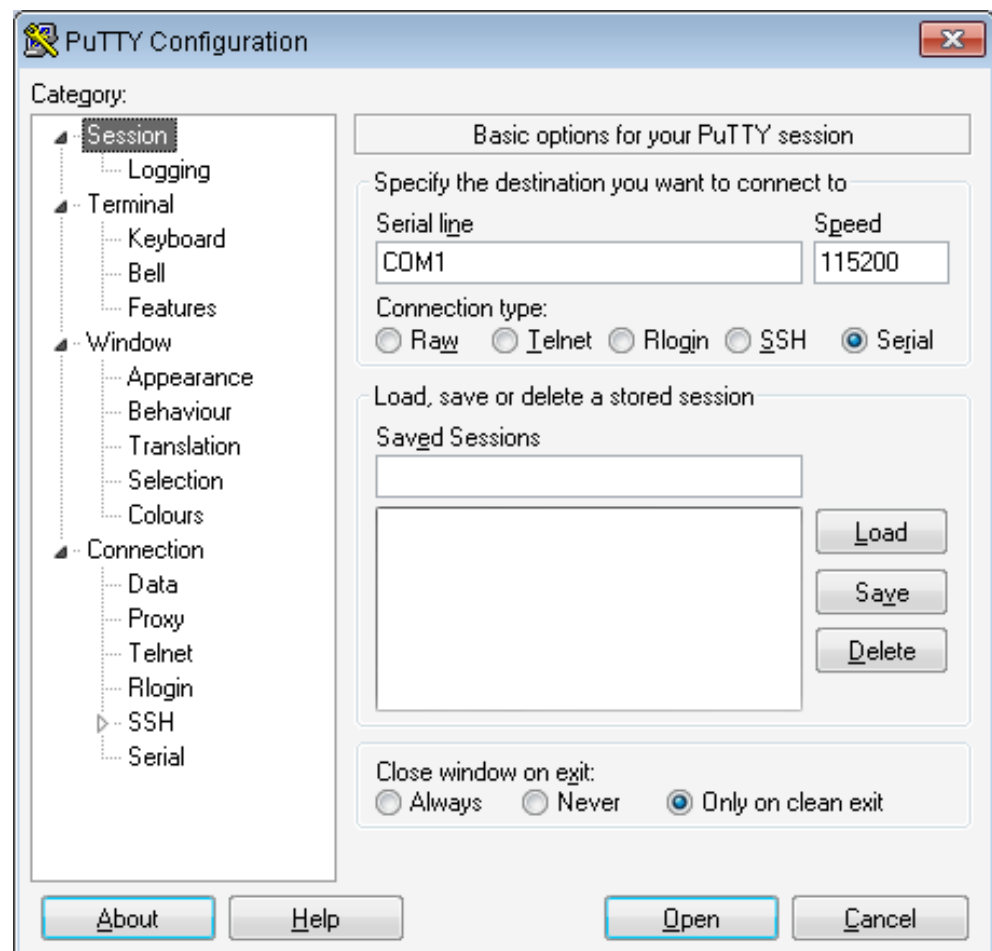 PuTTY Configuration
Category:
Session
Logging
Terminal
Keyboard
Bell
Features
Window
Appearance
Behaviour
Translation
Selection
Colours
Connection
Data
Proxy
Telnet
Rlogin
SSH
Serial
Basic options for your PuTTY session
Specify the destination you want to connect to
Serial line Speed
COM1 115200
Connection type:
Raw Telnet Rlogin SSH Serial
Load, save or delete a stored session
Saved Sessions
Load
Save
Delete
Close window on exit:
Always Never Only on clean exit
About Help Open Cancel